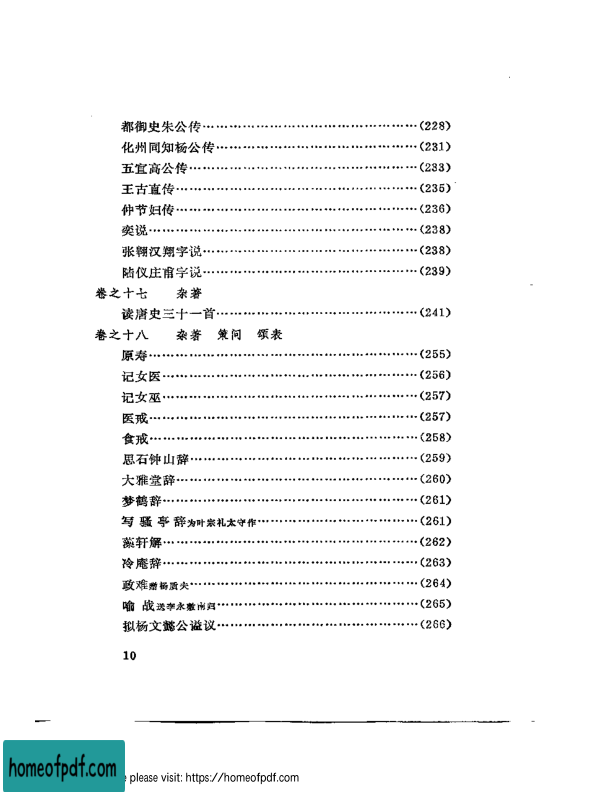 都御史朱公传……………………………………(228)
化州同知杨公传…………………………………(231)
五宜高公传………………………………………(233)
王古直传…………………………………………(235)
仲节妇传…………………………………………(236)
奕说………………………………………………(238)
张翱汉翔字说……………………………………(238)
陆仪庄甫字说……………………………………(239)
卷之十七 杂著
读唐史三十一首…………………………………(241)
卷之十八 杂著 策问 颂表
原寿………………………………………………(255)
记女医……………………………………………(256)
记女巫……………………………………………(257)
医戒………………………………………………(257)
食戒………………………………………………(258)
思石钟山辞………………………………………(259)
大雅堂辞…………………………………………(260)
梦鹤辞……………………………………………(261)
写骚亭辞为叶崇礼太守作………………………(261)
藻轩解……………………………………………(262)
冷庵辞……………………………………………(263)
政难赠杨质夫……………………………………(264)
喻战送李永敷南归………………………………(265)
拟杨文懿公谥议…………………………………(266)
10
homeofpdf.com
please visit: https://homeofpdf.com